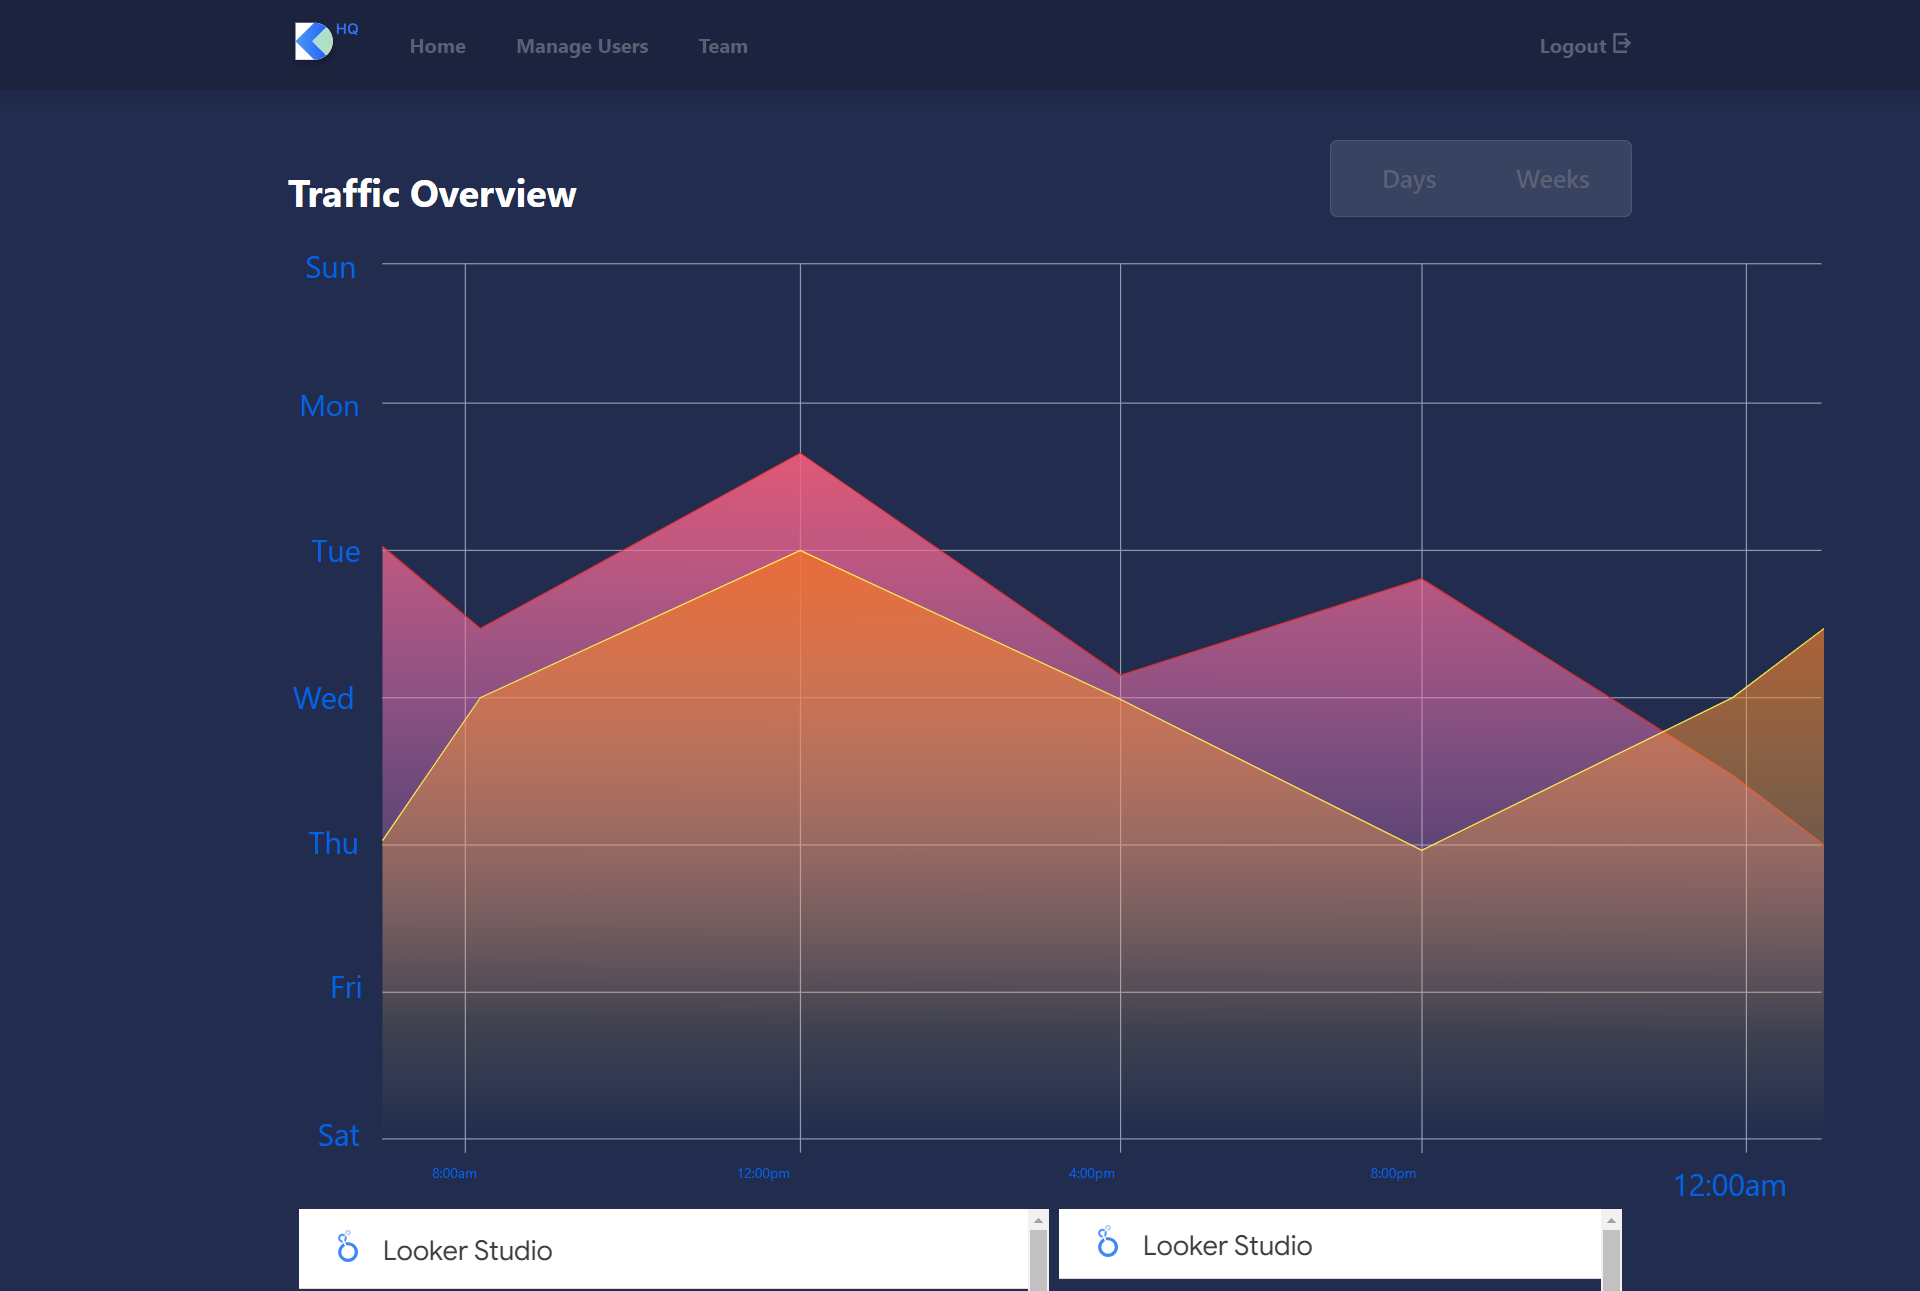 HQ
Home
Manage Users
Team
Logout
Traffic Overview
Days
Weeks
Sun
Mon
Tue
Wed
Thu
Fri
Sat
8:00am
12:00pm
4:00pm
8:00pm
12:00am
Looker Studio
Looker Studio